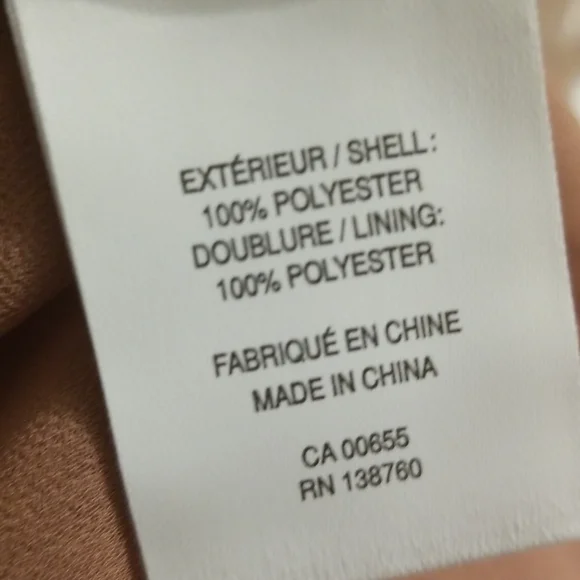 EXTÉRIEUR / SHELL:
100% POLYESTER
DOUBLURE / LINING:
100% POLYESTER
FABRIQUÉ EN CHINE
MADE IN CHINA
CA 00655
RN 138760